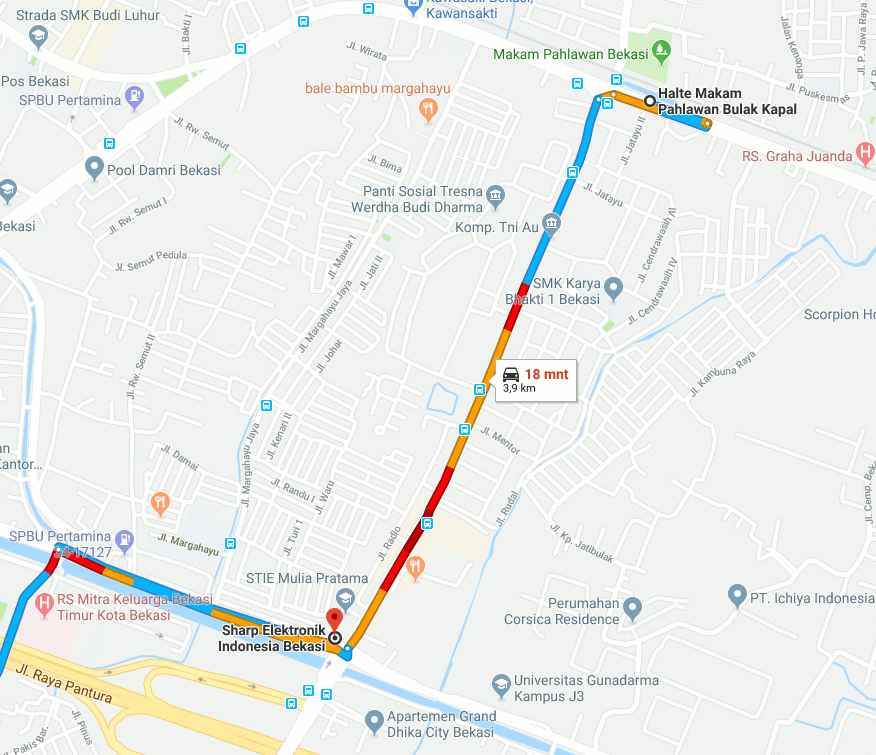 Kawasaki Bekasi,
Kawansakti
Strada SMK Budi Luhur
Jl. Bakti I
Jl. Wirata
Makam Pahlawan Bekasi
Jalan Kenanga
Jl. P. Jawa Raya
Pos Bekasi
SPBU Pertamina
bale bambu margahayu
Halte Makam
Pahlawan Bulak Kapal
Jl. Puskesmas
Jl. Rw. Semut
Jl. Jatayu II
RS. Graha Juanda
Jl. Bima
Pool Damri Bekasi
Panti Sosial Tresna
Werdha Budi Dharma
Jl. Jatayu
Jl. Rw. Semut I
Bekasi
Komp. Tni Au
Jl. Cendrawasih IV
Jl. Mawar I
Jl. Semut Pedula
Jl. Jati II
Jl. Cendrawasih IV
SMK Karya
Bhakti 1 Bekasi
Jl. Margahayu Jaya
Scorpion Ho
Jl. Rw. Semut II
Jl. Johar
18 mnt
3,9 km
Jl. Kambuna Raya
Jl. Kenari II
Jl. Margahayu Jaya
Jl. Mentor
an
Kantor...
Jl. Damai
Jl. Randu I
Jl. Waru
Jl. Rudal
Jl. Cemp. Beka
Jl. Turi 1
Jl. Radio
Jl. Kp. Jatibulak
SPBU Pertamina
34-17127
Jl. Margahayu
STIE Mulia Pratama
RS Mitra Keluarga Bekasi
Timur Kota Bekasi
Perumahan
Corsica Residence
PT. Ichiya Indonesia
Sharp Elektronik
Indonesia Bekasi
Jl. Raya Pantura
Universitas Gunadarma
Kampus J3
Jl. Pinus
Jl. Pakis Bar.
Apartemen Grand
Dhika City Bekasi